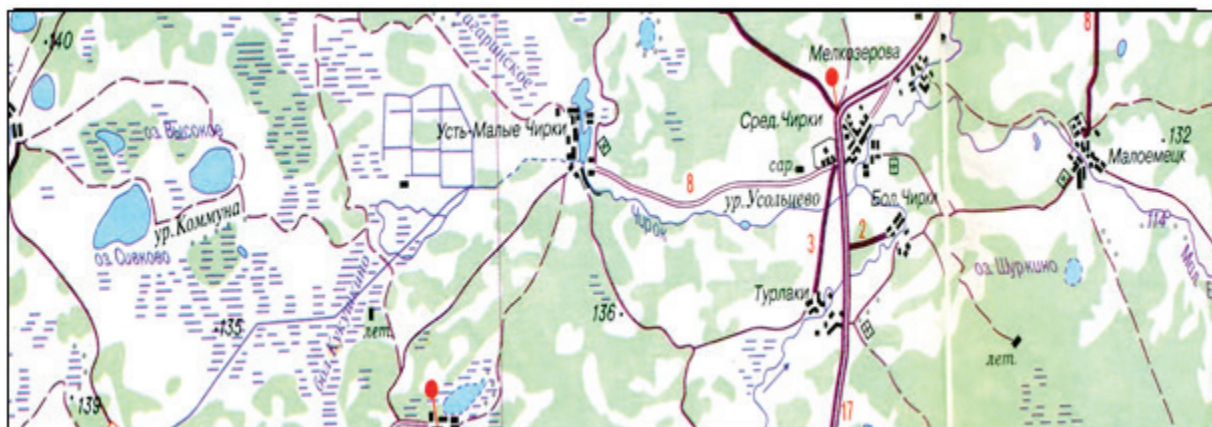 140
8
Мелкозерова
оз. Высокое
Усть-Малые Чирки
Сред. Чирки
132
Малоемецк
сар.
8
ур. Усольцево
Бол. Чирки
ур. Коммуна
Чирок
114
оз. Сивково
3
2
оз. Щуркино
Турлаки
136
135
лет.
лет.
139
17